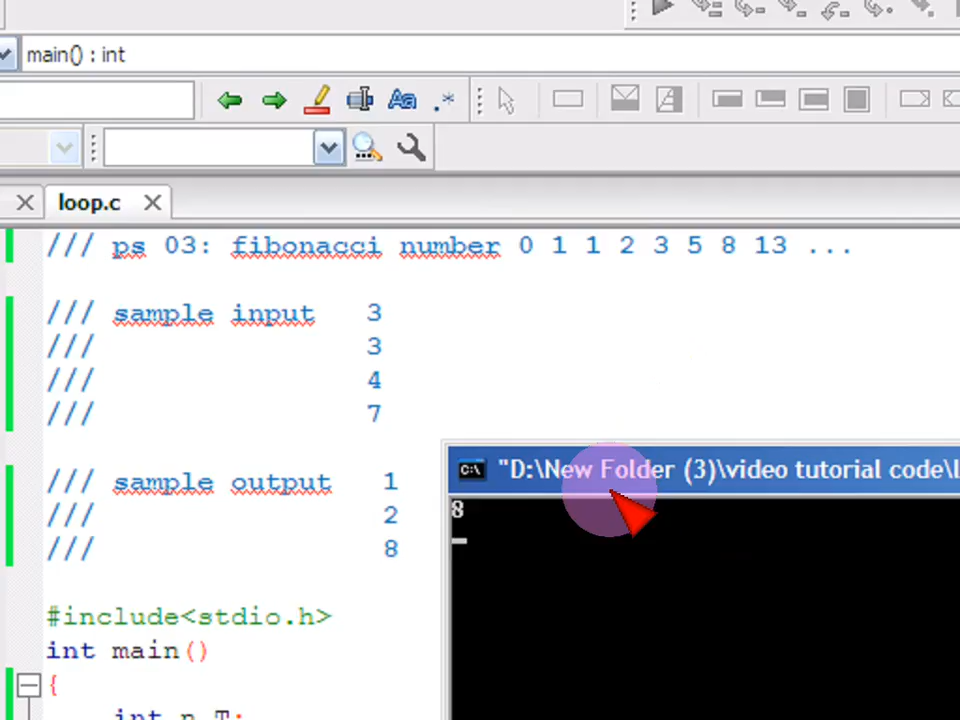 main() : int
loop.c
/// ps 03: fibonacci number 0 1 1 2 3 5 8 13 ...
/// sample input 3
/// 3
/// 4
/// 7
/// sample output 1
/// 2
/// 8
"D:\New Folder (3)\video tutorial code\l
8
#include<stdio.h>
int main()
{
int n,T;